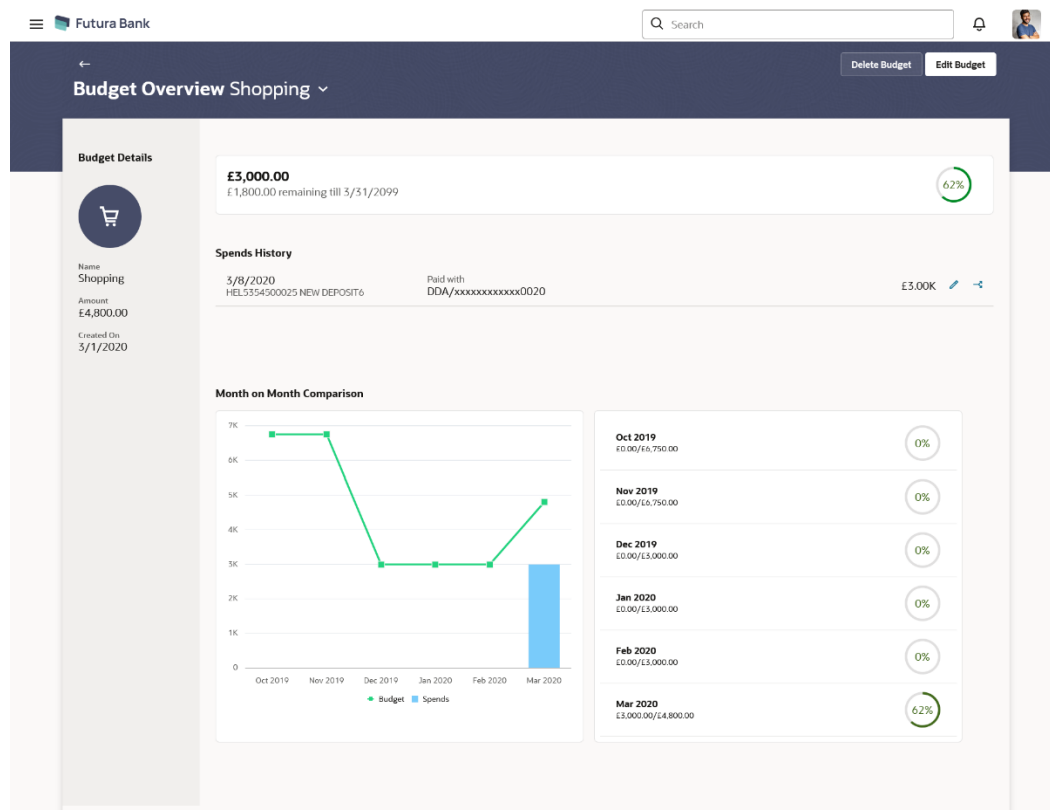 Futura Bank
Search
Delete Budget
Edit Budget
Budget Overview Shopping
Budget Details
Name
Shopping
Amount
£4,800.00
Created On
3/1/2020
£3,000.00
£1,800.00 remaining till 3/31/2099
62%
Spends History
3/8/2020
HEL5354500025 NEW DEPOSIT6
Paid with
DDA/xxxxxxxxxxxx0020
£3.00K
Month on Month Comparison
7K
6K
5K
4K
3K
2K
1K
0
Oct 2019 Nov 2019 Dec 2019 Jan 2020 Feb 2020 Mar 2020
Budget Spends
Oct 2019
£0.00/£6,750.00
0%
Nov 2019
£0.00/£6,750.00
0%
Dec 2019
£0.00/£3,000.00
0%
Jan 2020
£0.00/£3,000.00
0%
Feb 2020
£0.00/£3,000.00
0%
Mar 2020
£3,000.00/£4,800.00
62%